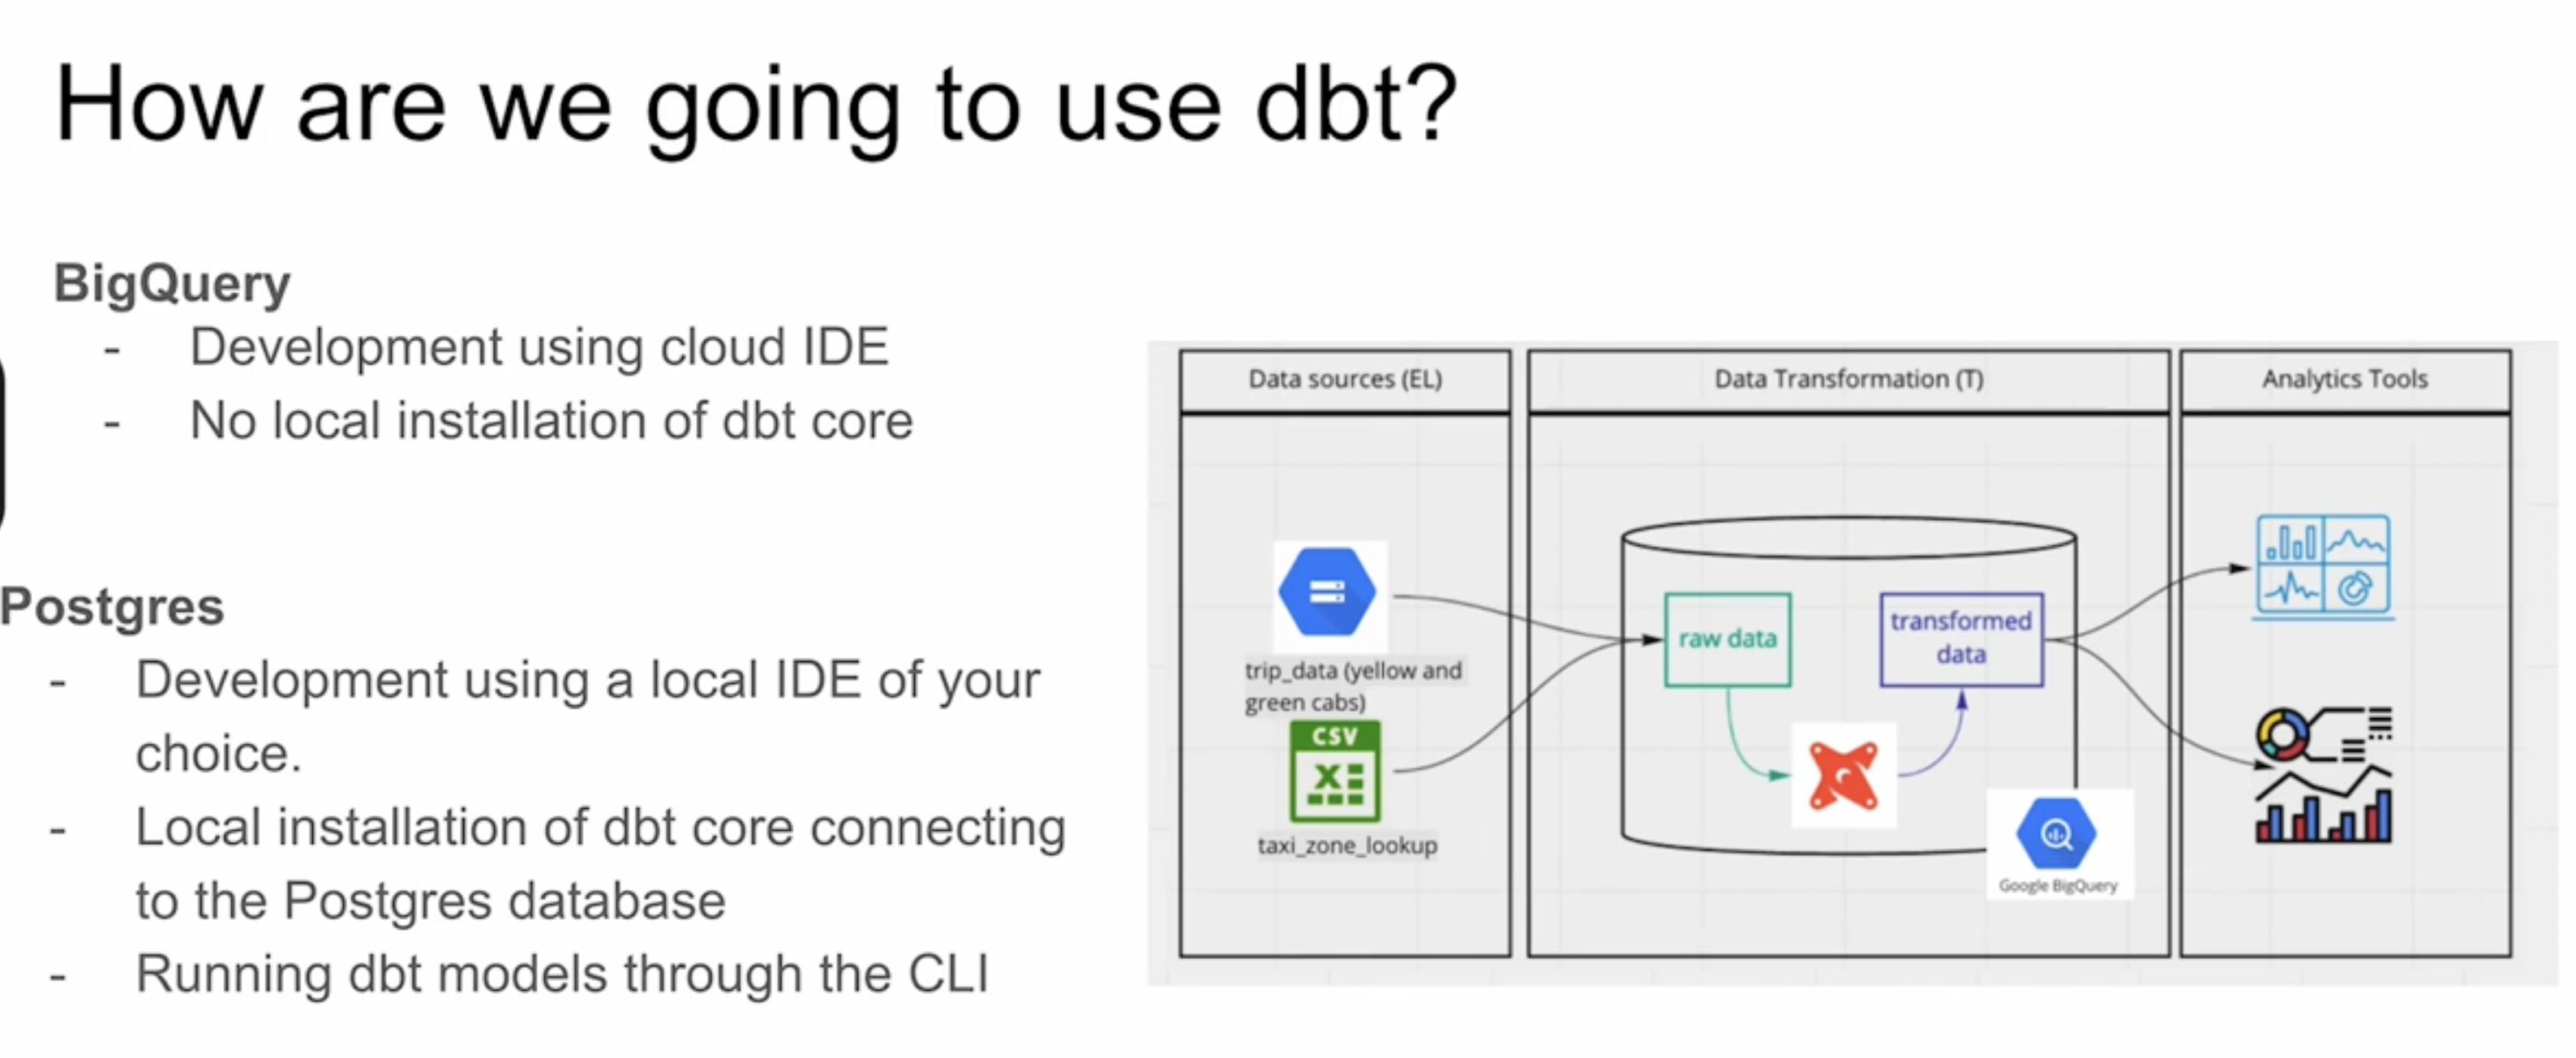 How are we going to use dbt?
BigQuery
- Development using cloud IDE
- No local installation of dbt core
Postgres
- Development using a local IDE of your
choice.
- Local installation of dbt core connecting
to the Postgres database
- Running dbt models through the CLI
Data sources (EL)
trip_data (yellow and
green cabs)
CSV
X
taxi_zone_lookup
Data Transformation (T)
raw data
transformed
data
Google BigQuery
Analytics Tools